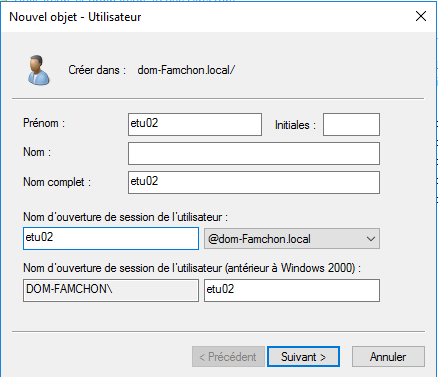 Nouvel objet - Utilisateur
Créer dans : dom-Famchon.local/
Prénom : etu02 Initiales :
Nom :
Nom complet : etu02
Nom d'ouverture de session de l'utilisateur :
etu02 @dom-Famchon.local
Nom d'ouverture de session de l'utilisateur (antérieur à Windows 2000) :
DOM-FAMCHON\ etu02
< Précédent Suivant > Annuler